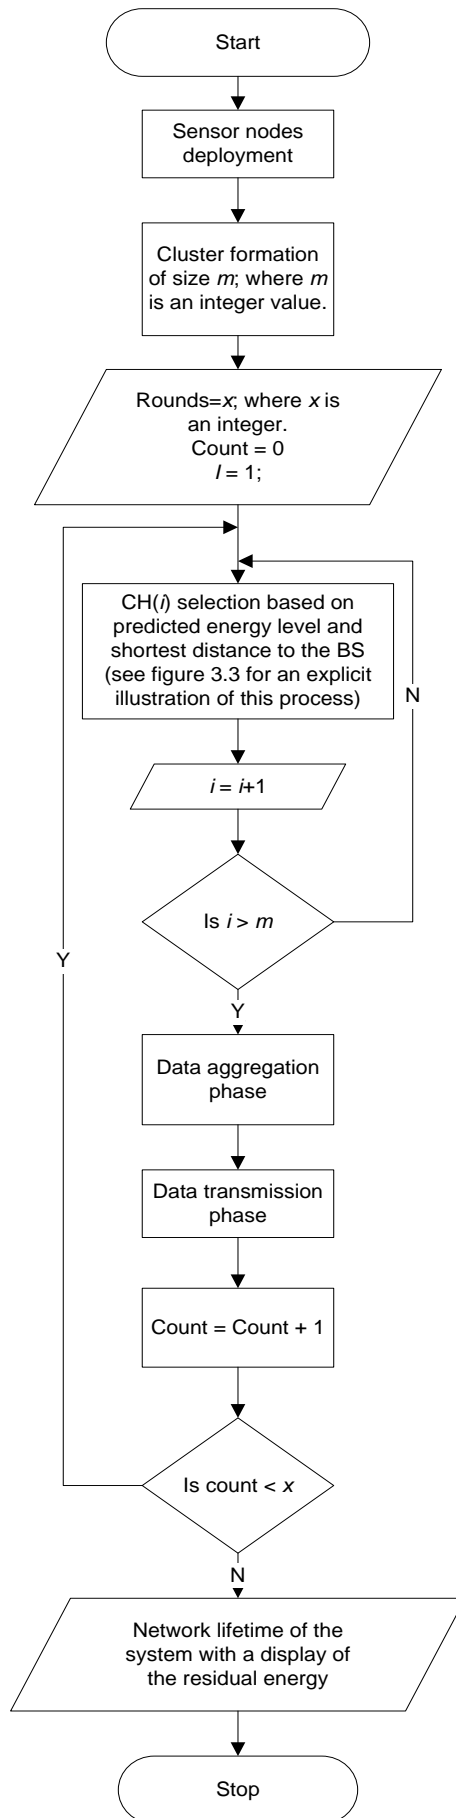 Start
Sensor nodes
deployment
Cluster formation
of size m; where m
is an integer value.
Rounds=x; where x is
an integer.
Count = 0
I = 1;
CH(i) selection based on
predicted energy level and
shortest distance to the BS
(see figure 3.3 for an explicit
illustration of this process)
N
i = i+1
Is i > m
Y
Y
Data aggregation
phase
Data transmission
phase
Count = Count + 1
Is count < x
N
Network lifetime of the
system with a display of
the residual energy
Stop